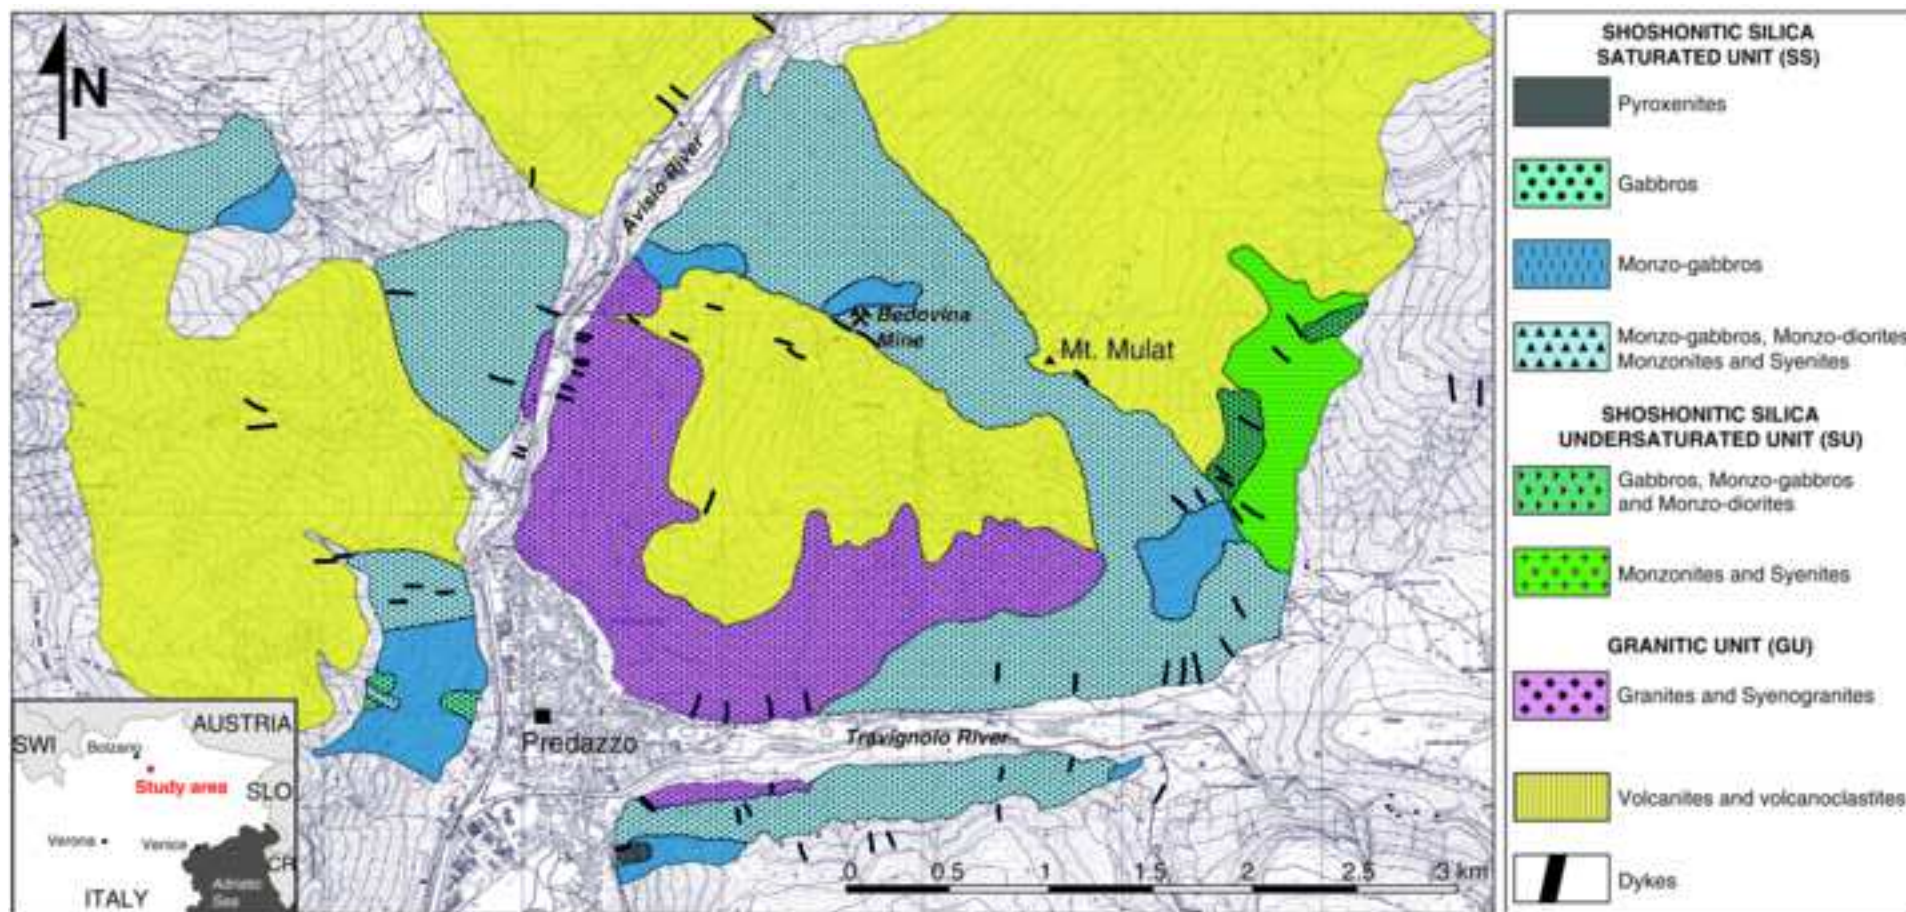 N
Avisio River
Bedovina
Mine
Mt. Mulat
Predazzo
Travignolo River
0 0.5 1 1.5 2 2.5 3 km
AUSTRIA
SWI
Bolzano
Study area
SLO
Verona
Venice
CR
Adriatic
Sea
ITALY
SHOSHONITIC SILICA
SATURATED UNIT (SS)
Pyroxenites
Gabbros
Monzo-gabbros
Monzo-gabbros, Monzo-diorites
Monzonites and Syenites
SHOSHONITIC SILICA
UNDERSATURATED UNIT (SU)
Gabbros, Monzo-gabbros
and Monzo-diorites
Monzonites and Syenites
GRANITIC UNIT (GU)
Granites and Syenogranites
Volcanites and volcanoclastites
Dykes